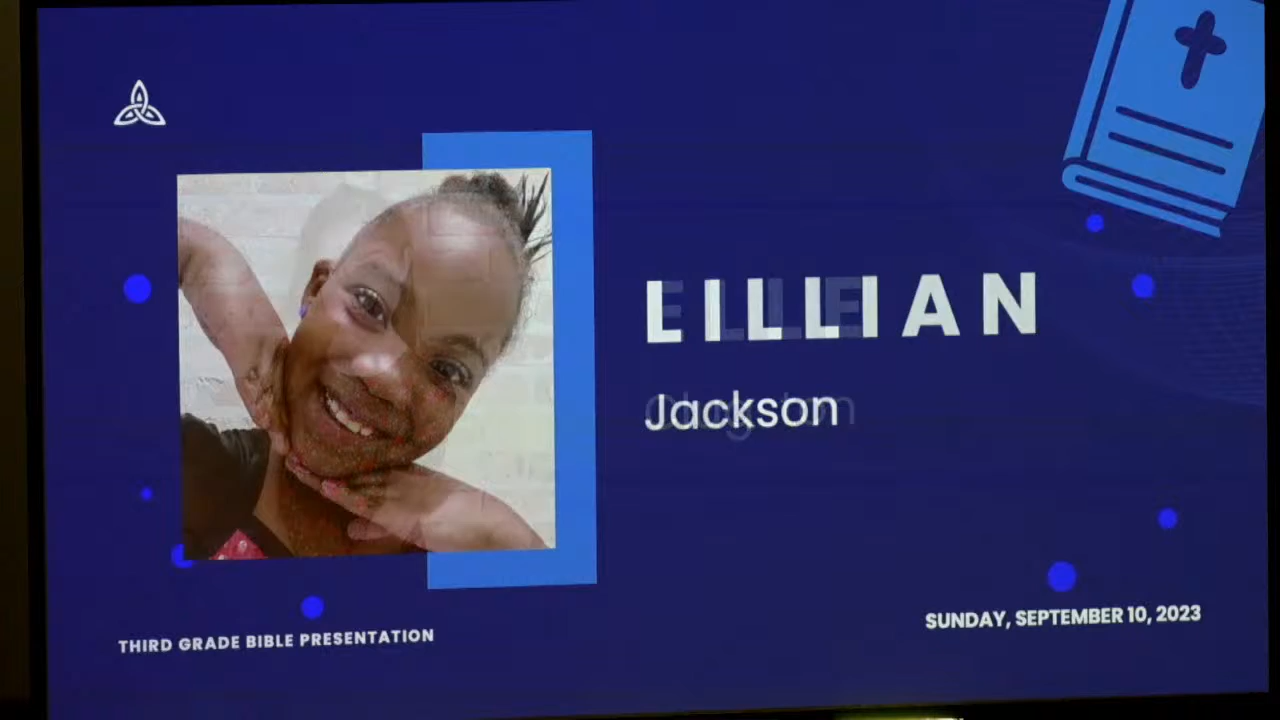 LILLIAN
Jackson
THIRD GRADE BIBLE PRESENTATION
SUNDAY, SEPTEMBER 10, 2023